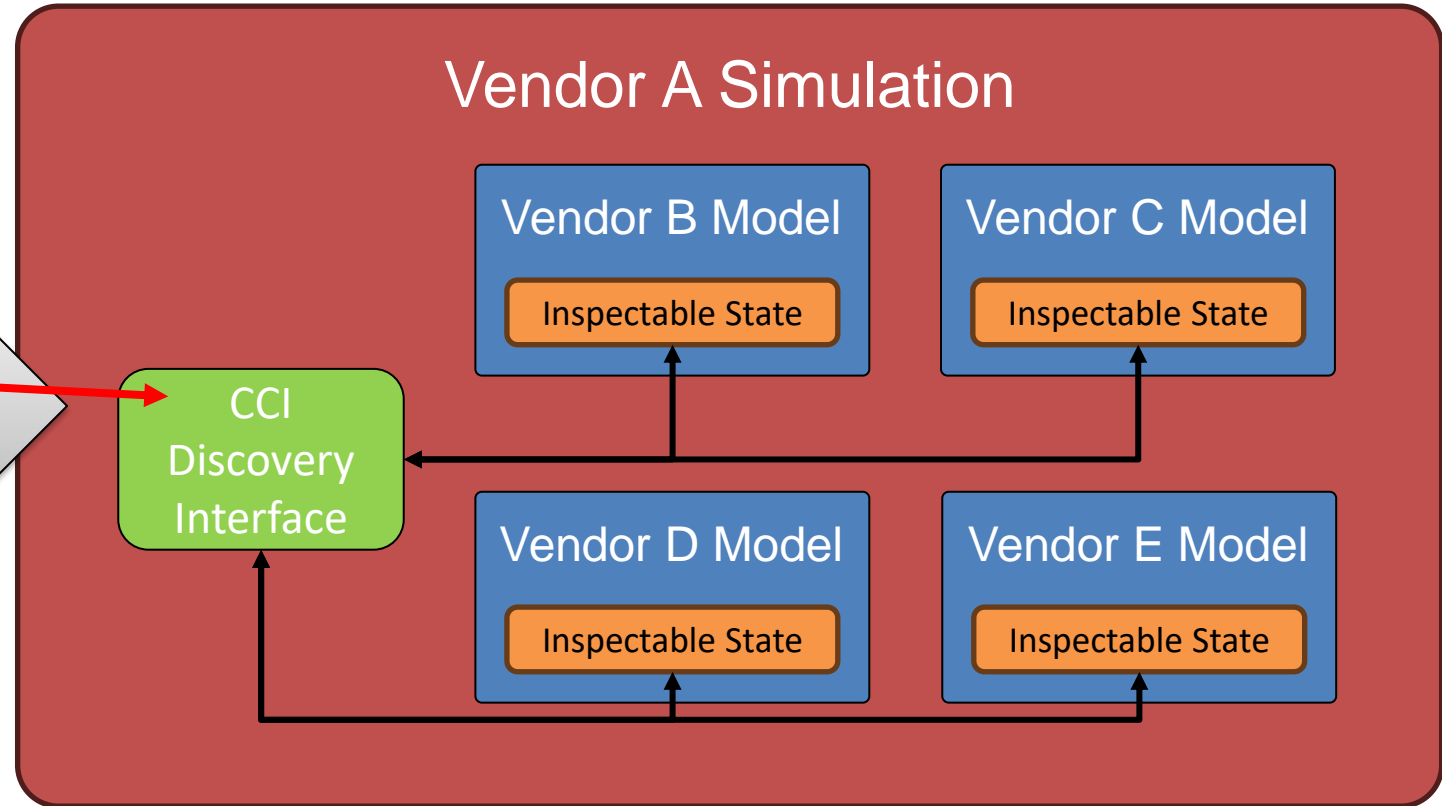 Vendor A Simulation
Vendor B Model
Vendor C Model
Inspectable State
Inspectable State
CCI
Discovery
Interface
Vendor D Model
Vendor E Model
Inspectable State
Inspectable State